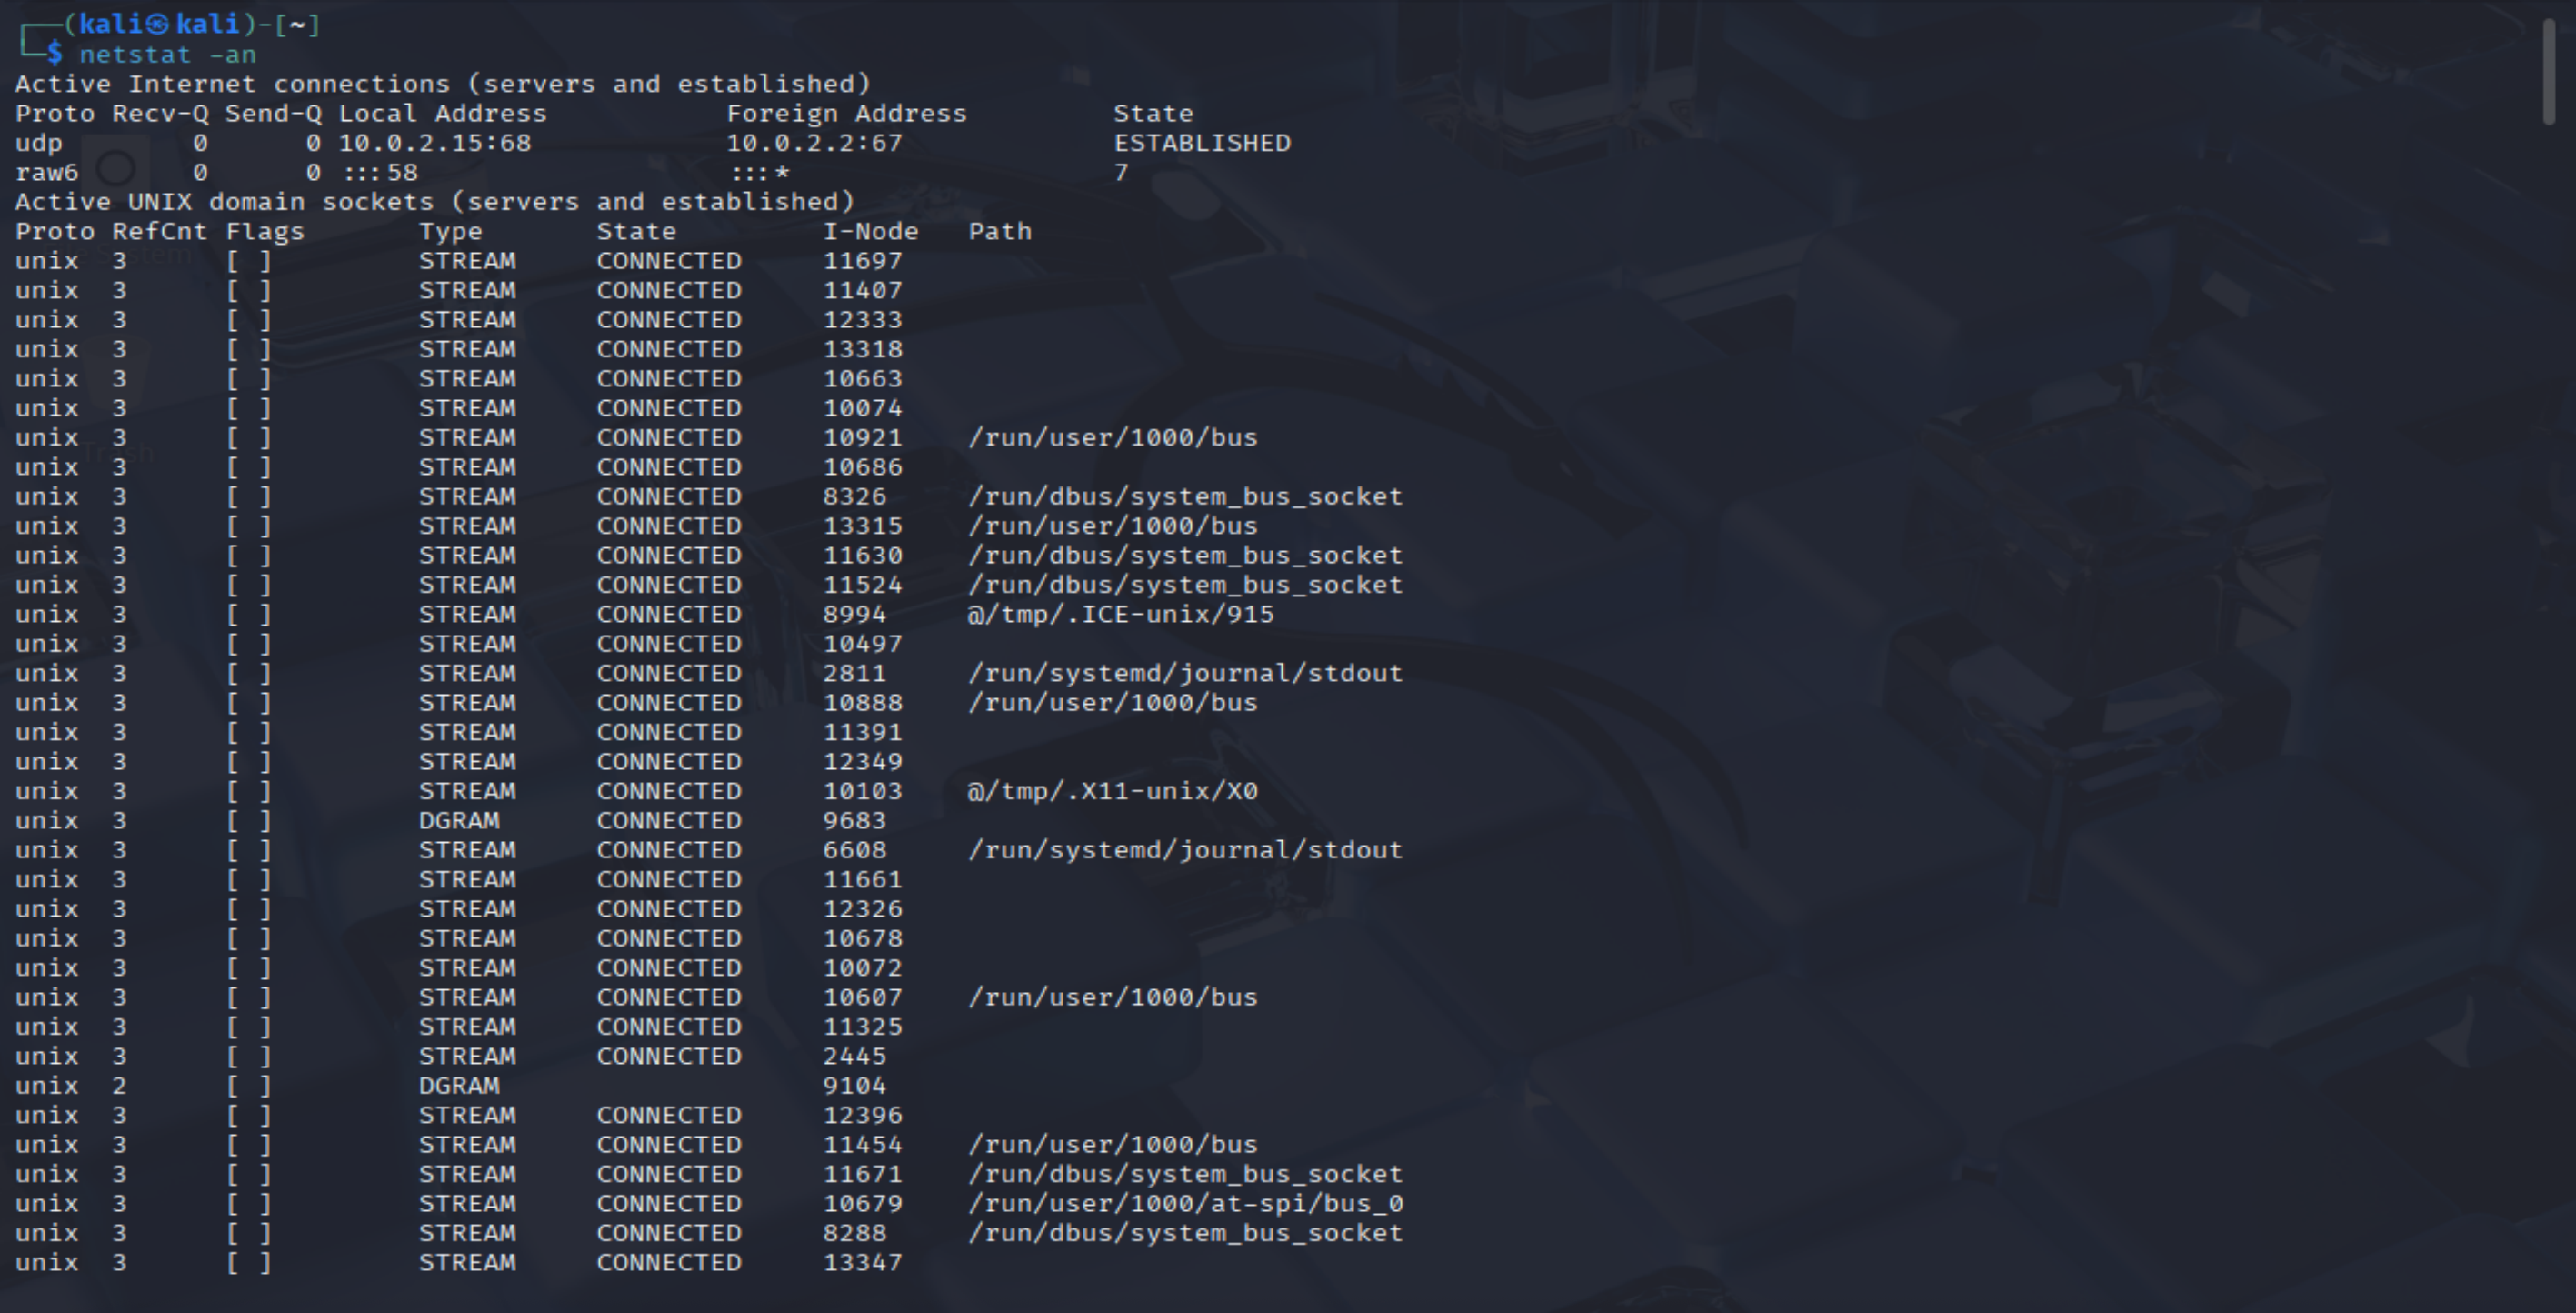 ┌──(kali㉿kali)-[~]
└─$ netstat -an
Active Internet connections (servers and established)
Proto Recv-Q Send-Q Local Address           Foreign Address         State
udp        0      0 10.0.2.15:68            10.0.2.2:67             ESTABLISHED
raw6       0      0 :::58                   :::*                    7
Active UNIX domain sockets (servers and established)
Proto RefCnt Flags       Type       State         I-Node   Path
unix  3      [ ]         STREAM     CONNECTED     11697
unix  3      [ ]         STREAM     CONNECTED     11407
unix  3      [ ]         STREAM     CONNECTED     12333
unix  3      [ ]         STREAM     CONNECTED     13318
unix  3      [ ]         STREAM     CONNECTED     10663
unix  3      [ ]         STREAM     CONNECTED     10074
unix  3      [ ]         STREAM     CONNECTED     10921    /run/user/1000/bus
unix  3      [ ]         STREAM     CONNECTED     10686
unix  3      [ ]         STREAM     CONNECTED     8326     /run/dbus/system_bus_socket
unix  3      [ ]         STREAM     CONNECTED     13315    /run/user/1000/bus
unix  3      [ ]         STREAM     CONNECTED     11630    /run/dbus/system_bus_socket
unix  3      [ ]         STREAM     CONNECTED     11524    /run/dbus/system_bus_socket
unix  3      [ ]         STREAM     CONNECTED     8994     @/tmp/.ICE-unix/915
unix  3      [ ]         STREAM     CONNECTED     10497
unix  3      [ ]         STREAM     CONNECTED     2811     /run/systemd/journal/stdout
unix  3      [ ]         STREAM     CONNECTED     10888    /run/user/1000/bus
unix  3      [ ]         STREAM     CONNECTED     11391
unix  3      [ ]         STREAM     CONNECTED     12349
unix  3      [ ]         STREAM     CONNECTED     10103    @/tmp/.X11-unix/X0
unix  3      [ ]         DGRAM      CONNECTED     9683
unix  3      [ ]         STREAM     CONNECTED     6608     /run/systemd/journal/stdout
unix  3      [ ]         STREAM     CONNECTED     11661
unix  3      [ ]         STREAM     CONNECTED     12326
unix  3      [ ]         STREAM     CONNECTED     10678
unix  3      [ ]         STREAM     CONNECTED     10072
unix  3      [ ]         STREAM     CONNECTED     10607    /run/user/1000/bus
unix  3      [ ]         STREAM     CONNECTED     11325
unix  3      [ ]         STREAM     CONNECTED     2445
unix  2      [ ]         DGRAM                    9104
unix  3      [ ]         STREAM     CONNECTED     12396
unix  3      [ ]         STREAM     CONNECTED     11454    /run/user/1000/bus
unix  3      [ ]         STREAM     CONNECTED     11671    /run/dbus/system_bus_socket
unix  3      [ ]         STREAM     CONNECTED     10679    /run/user/1000/at-spi/bus_0
unix  3      [ ]         STREAM     CONNECTED     8288     /run/dbus/system_bus_socket
unix  3      [ ]         STREAM     CONNECTED     13347
Trash